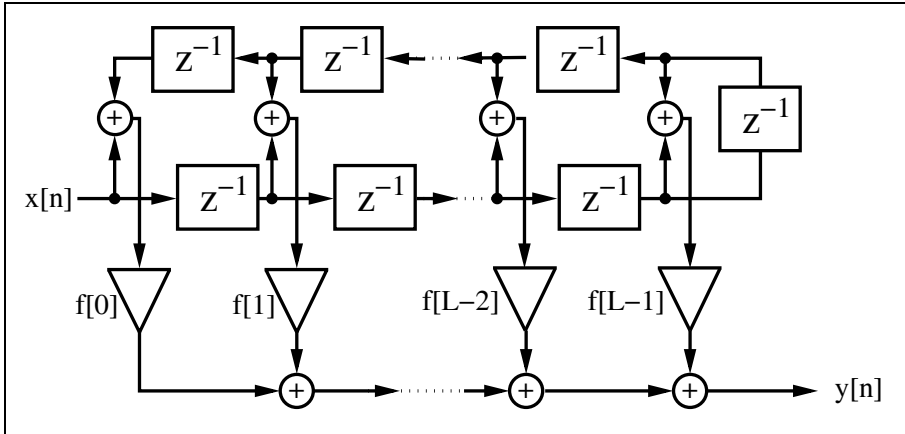 z⁻¹ z⁻¹ z⁻¹
+ + + + z⁻¹
x[n] z⁻¹ z⁻¹ z⁻¹
f[0] f[1] f[L−2] f[L−1]
+ + + y[n]